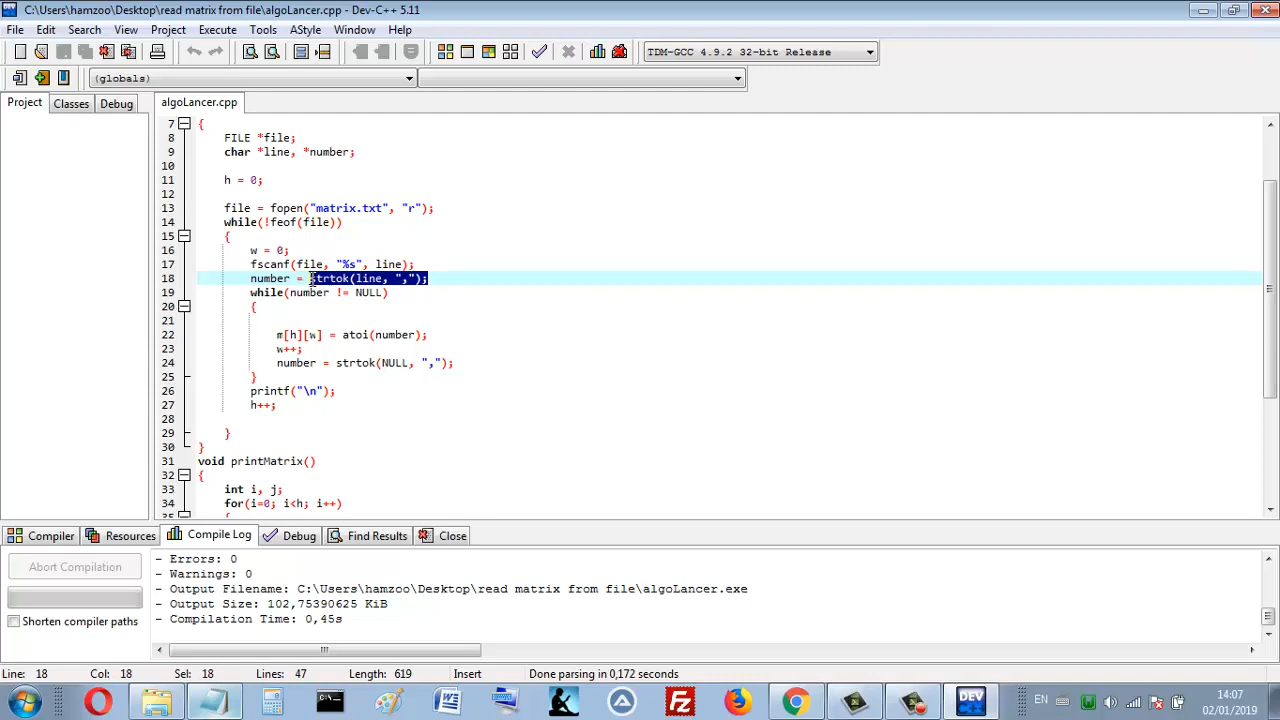 C:\Users\hamzoo\Desktop\read matrix from file\algoLancer.cpp - Dev-C++ 5.11
File Edit Search View Project Execute Tools AStyle Window Help
TDM-GCC 4.9.2 32-bit Release
(globals)
Project Classes Debug
algoLancer.cpp
7 {
8 FILE *file;
9 char *line, *number;
10
11 h = 0;
12
13 file = fopen("matrix.txt", "r");
14 while(!feof(file))
15 {
16 w = 0;
17 fscanf(file, "%s", line);
18 number = strtok(line, ",");
19 while(number != NULL)
20 {
21
22 m[h][w] = atoi(number);
23 w++;
24 number = strtok(NULL, ",");
25 }
26 printf("\n");
27 h++;
28
29 }
30 }
31 void printMatrix()
32 {
33 int i, j;
34 for(i=0; i<h; i++)
35 {
Compiler Resources Compile Log Debug Find Results Close
Abort Compilation
Shorten compiler paths
- Errors: 0
- Warnings: 0
- Output Filename: C:\Users\hamzoo\Desktop\read matrix from file\algoLancer.exe
- Output Size: 102,75390625 KiB
- Compilation Time: 0,45s
Line: 18 Col: 18 Sel: 18 Lines: 47 Length: 619 Insert Done parsing in 0,172 seconds
EN
14:07
02/01/2019